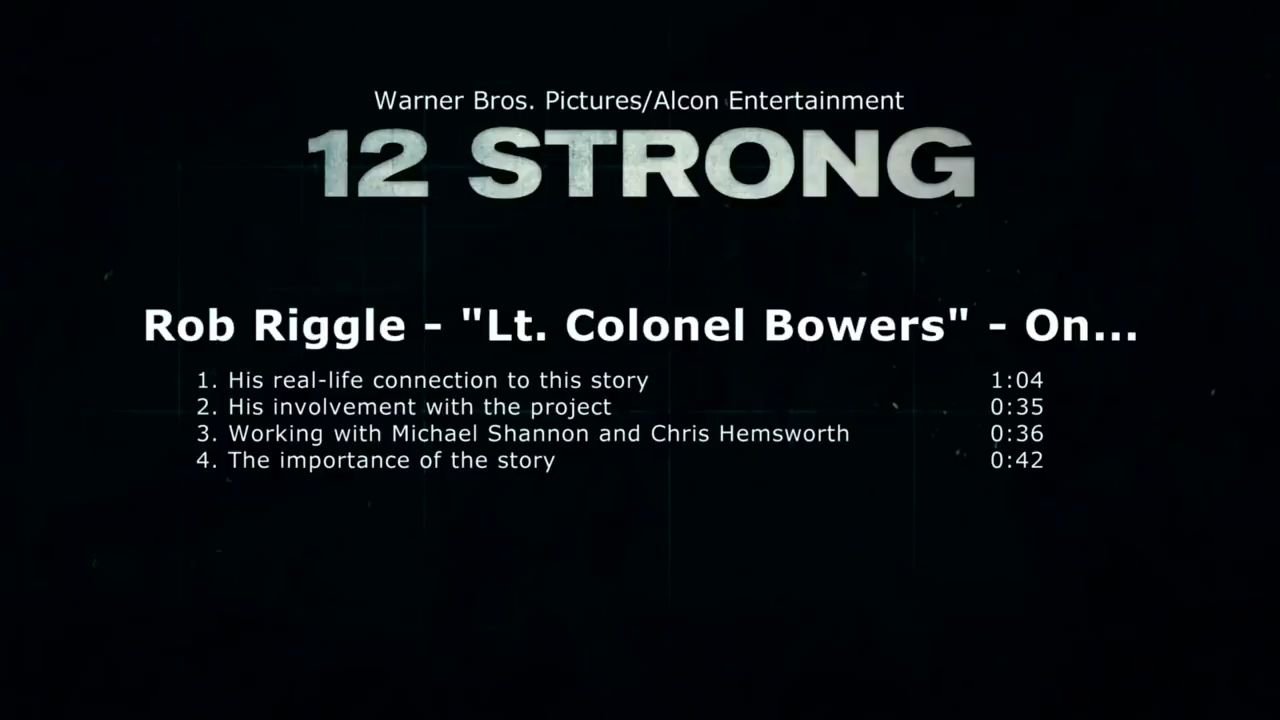 Warner Bros. Pictures/Alcon Entertainment
12 STRONG
Rob Riggle - "Lt. Colonel Bowers" - On...
1. His real-life connection to this story 1:04
2. His involvement with the project 0:35
3. Working with Michael Shannon and Chris Hemsworth 0:36
4. The importance of the story 0:42